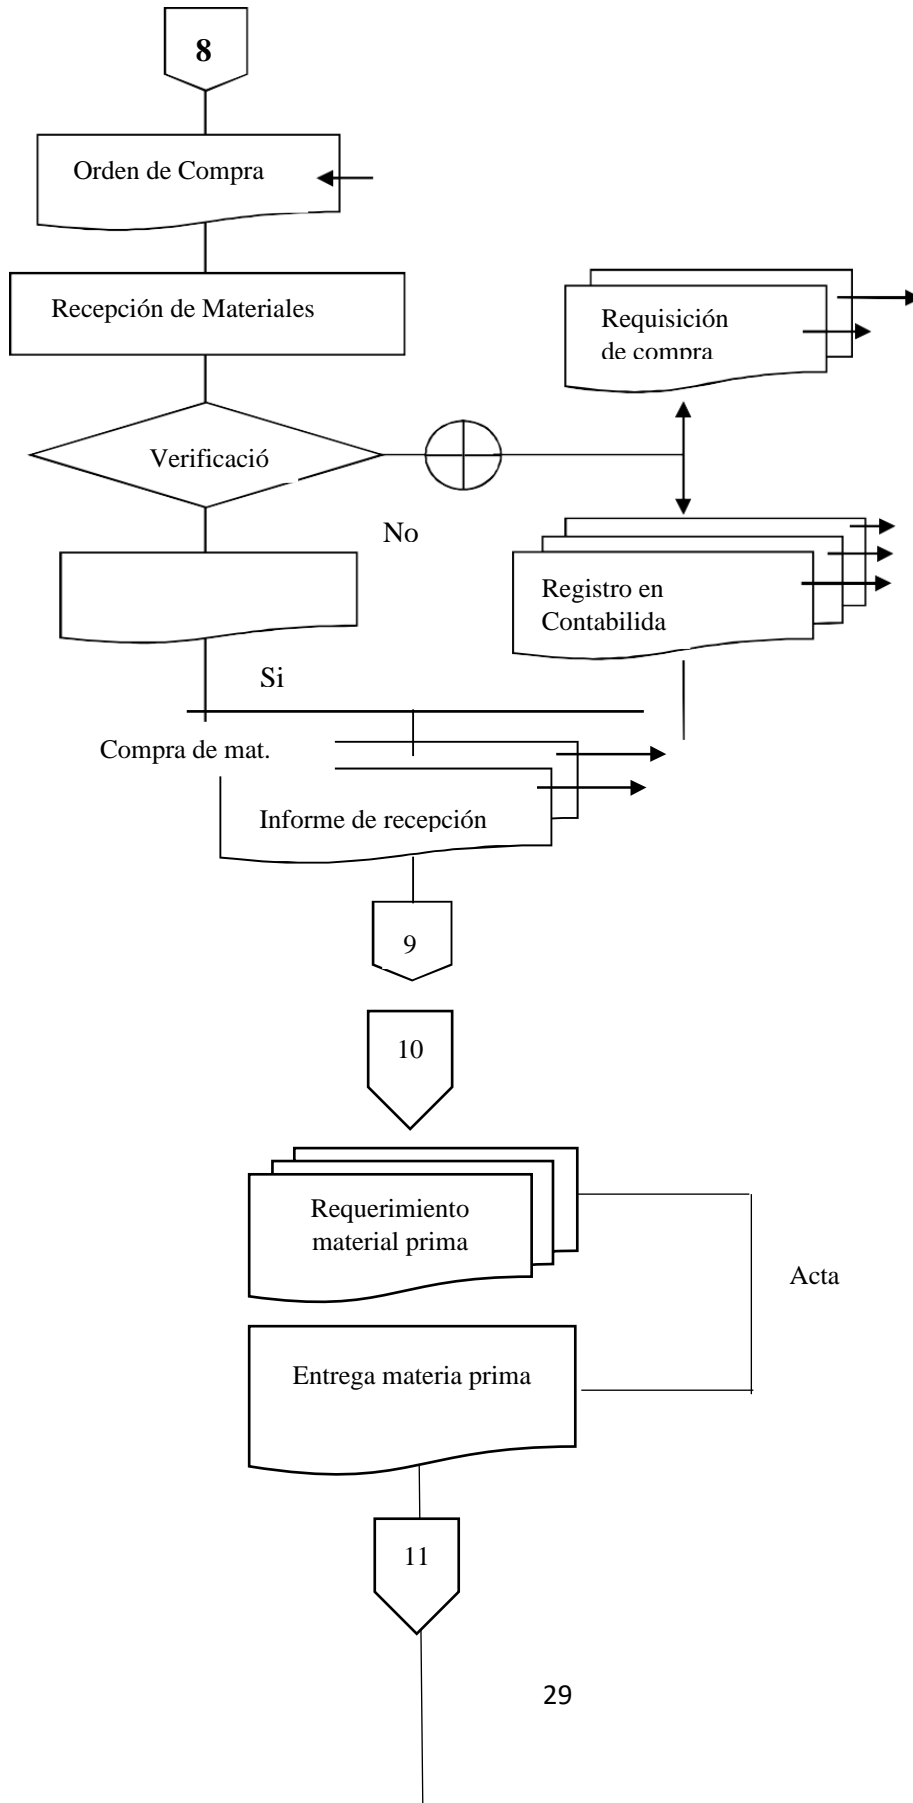 8
Orden de Compra
Recepción de Materiales
Requisición
de compra
Verificació
No
Registro en
Contabilida
Si
Compra de mat.
Informe de recepción
9
10
Requerimiento
material prima
Acta
Entrega materia prima
11
29